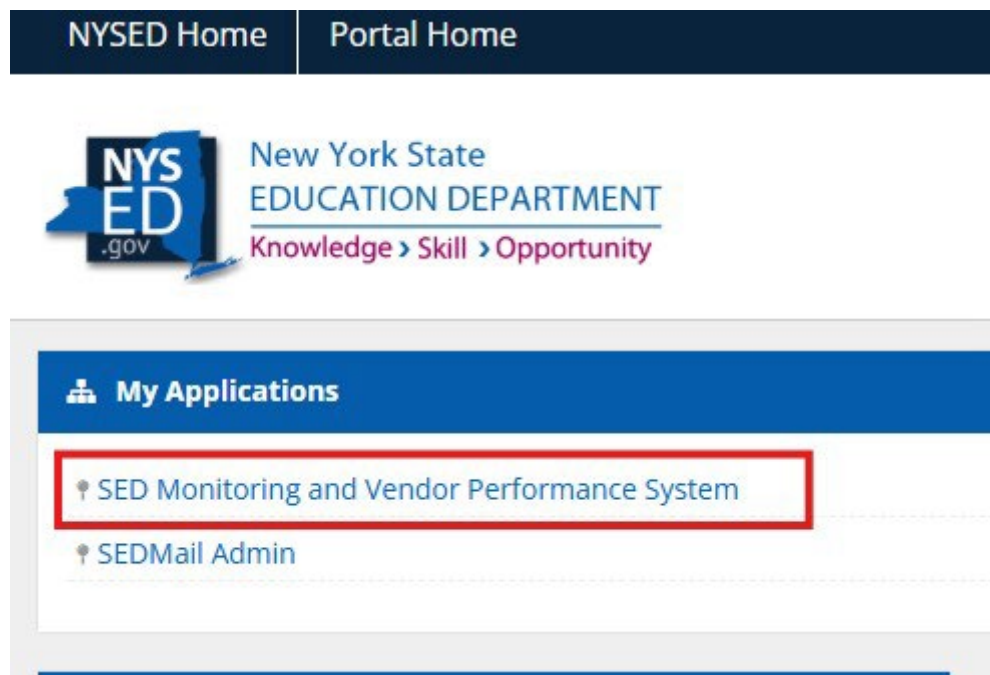 NYSED Home
Portal Home
NYS
ED
.gov
New York State
EDUCATION DEPARTMENT
Knowledge › Skill › Opportunity
My Applications
SED Monitoring and Vendor Performance System
SEDMail Admin